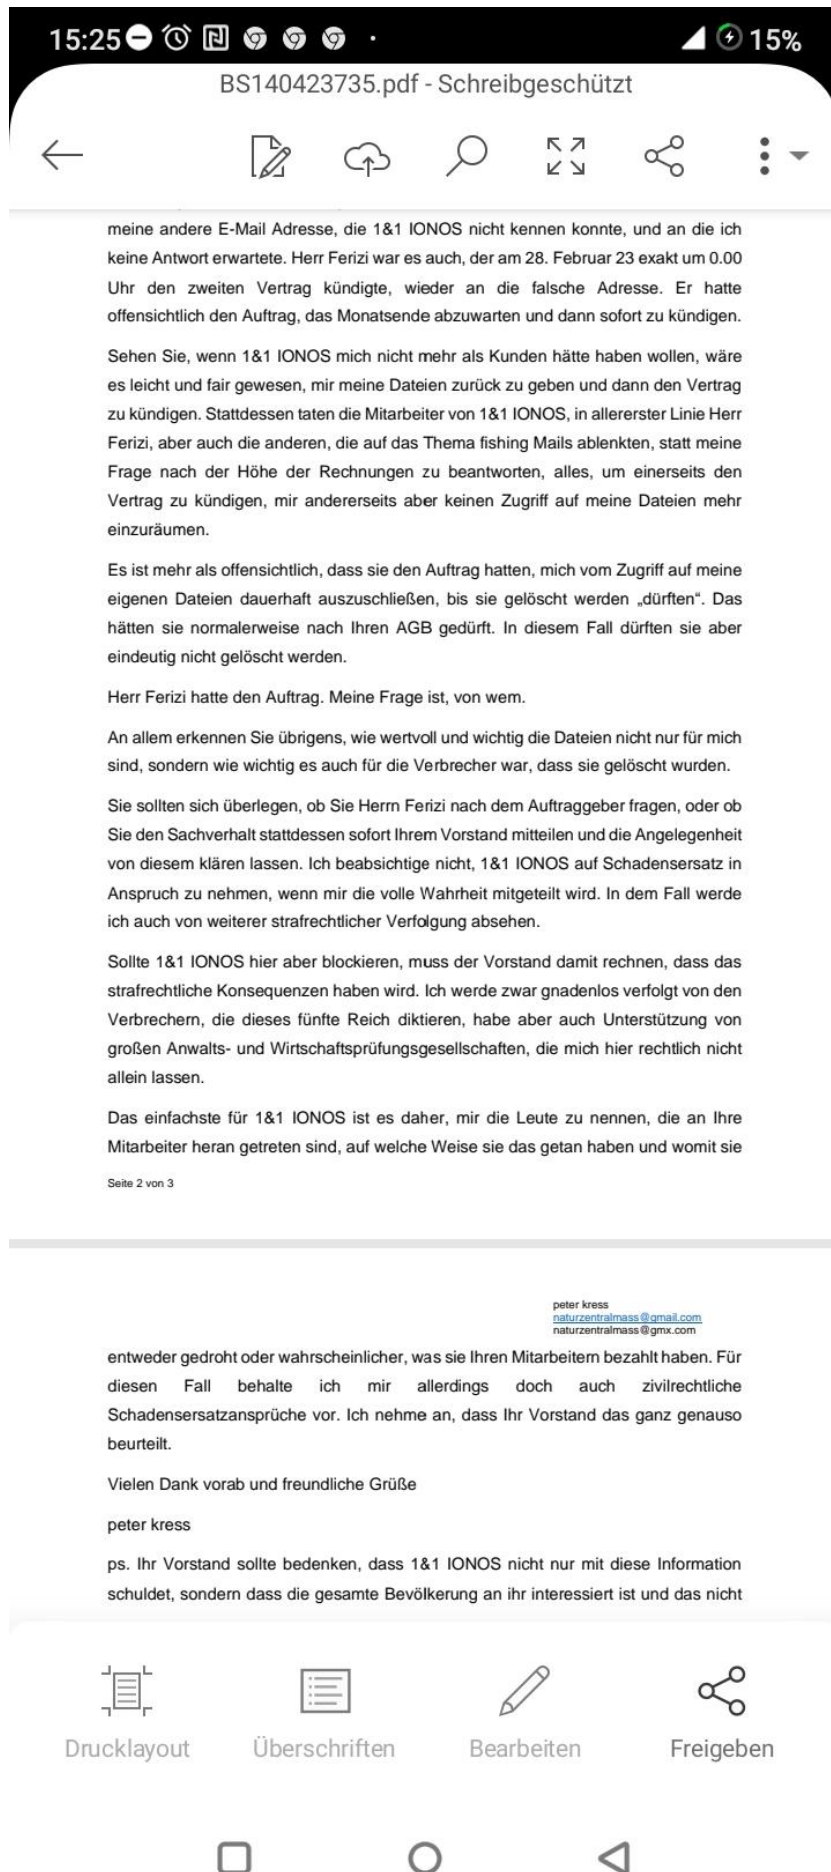 15:25 15%
BS140423735.pdf - Schreibgeschützt
meine andere E-Mail Adresse, die 1&1 IONOS nicht kennen konnte, und an die ich
keine Antwort erwartete. Herr Ferizi war es auch, der am 28. Februar 23 exakt um 0.00
Uhr den zweiten Vertrag kündigte, wieder an die falsche Adresse. Er hatte
offensichtlich den Auftrag, das Monatsende abzuwarten und dann sofort zu kündigen.
Sehen Sie, wenn 1&1 IONOS mich nicht mehr als Kunden hätte haben wollen, wäre
es leicht und fair gewesen, mir meine Dateien zurück zu geben und dann den Vertrag
zu kündigen. Stattdessen taten die Mitarbeiter von 1&1 IONOS, in allererster Linie Herr
Ferizi, aber auch die anderen, die auf das Thema fishing Mails ablenkten, statt meine
Frage nach der Höhe der Rechnungen zu beantworten, alles, um einerseits den
Vertrag zu kündigen, mir andererseits aber keinen Zugriff auf meine Dateien mehr
einzuräumen.
Es ist mehr als offensichtlich, dass sie den Auftrag hatten, mich vom Zugriff auf meine
eigenen Dateien dauerhaft auszuschließen, bis sie gelöscht werden „dürften“. Das
hätten sie normalerweise nach Ihren AGB gedürft. In diesem Fall dürften sie aber
eindeutig nicht gelöscht werden.
Herr Ferizi hatte den Auftrag. Meine Frage ist, von wem.
An allem erkennen Sie übrigens, wie wertvoll und wichtig die Dateien nicht nur für mich
sind, sondern wie wichtig es auch für die Verbrecher war, dass sie gelöscht wurden.
Sie sollten sich überlegen, ob Sie Herrn Ferizi nach dem Auftraggeber fragen, oder ob
Sie den Sachverhalt stattdessen sofort Ihrem Vorstand mitteilen und die Angelegenheit
von diesem klären lassen. Ich beabsichtige nicht, 1&1 IONOS auf Schadensersatz in
Anspruch zu nehmen, wenn mir die volle Wahrheit mitgeteilt wird. In dem Fall werde
ich auch von weiterer strafrechtlicher Verfolgung absehen.
Sollte 1&1 IONOS hier aber blockieren, muss der Vorstand damit rechnen, dass das
strafrechtliche Konsequenzen haben wird. Ich werde zwar gnadenlos verfolgt von den
Verbrechern, die dieses fünfte Reich diktieren, habe aber auch Unterstützung von
großen Anwalts- und Wirtschaftsprüfungsgesellschaften, die mich hier rechtlich nicht
allein lassen.
Das einfachste für 1&1 IONOS ist es daher, mir die Leute zu nennen, die an Ihre
Mitarbeiter heran getreten sind, auf welche Weise sie das getan haben und womit sie
Seite 2 von 3
peter kress
naturzentralmass@gmail.com
naturzentralmass@gmx.com
entweder gedroht oder wahrscheinlicher, was sie Ihren Mitarbeitern bezahlt haben. Für
diesen Fall behalte ich mir allerdings doch auch zivilrechtliche
Schadensersatzansprüche vor. Ich nehme an, dass Ihr Vorstand das ganz genauso
beurteilt.
Vielen Dank vorab und freundliche Grüße
peter kress
ps. Ihr Vorstand sollte bedenken, dass 1&1 IONOS nicht nur mit diese Information
schuldet, sondern dass die gesamte Bevölkerung an ihr interessiert ist und das nicht
Drucklayout Überschriften Bearbeiten Freigeben